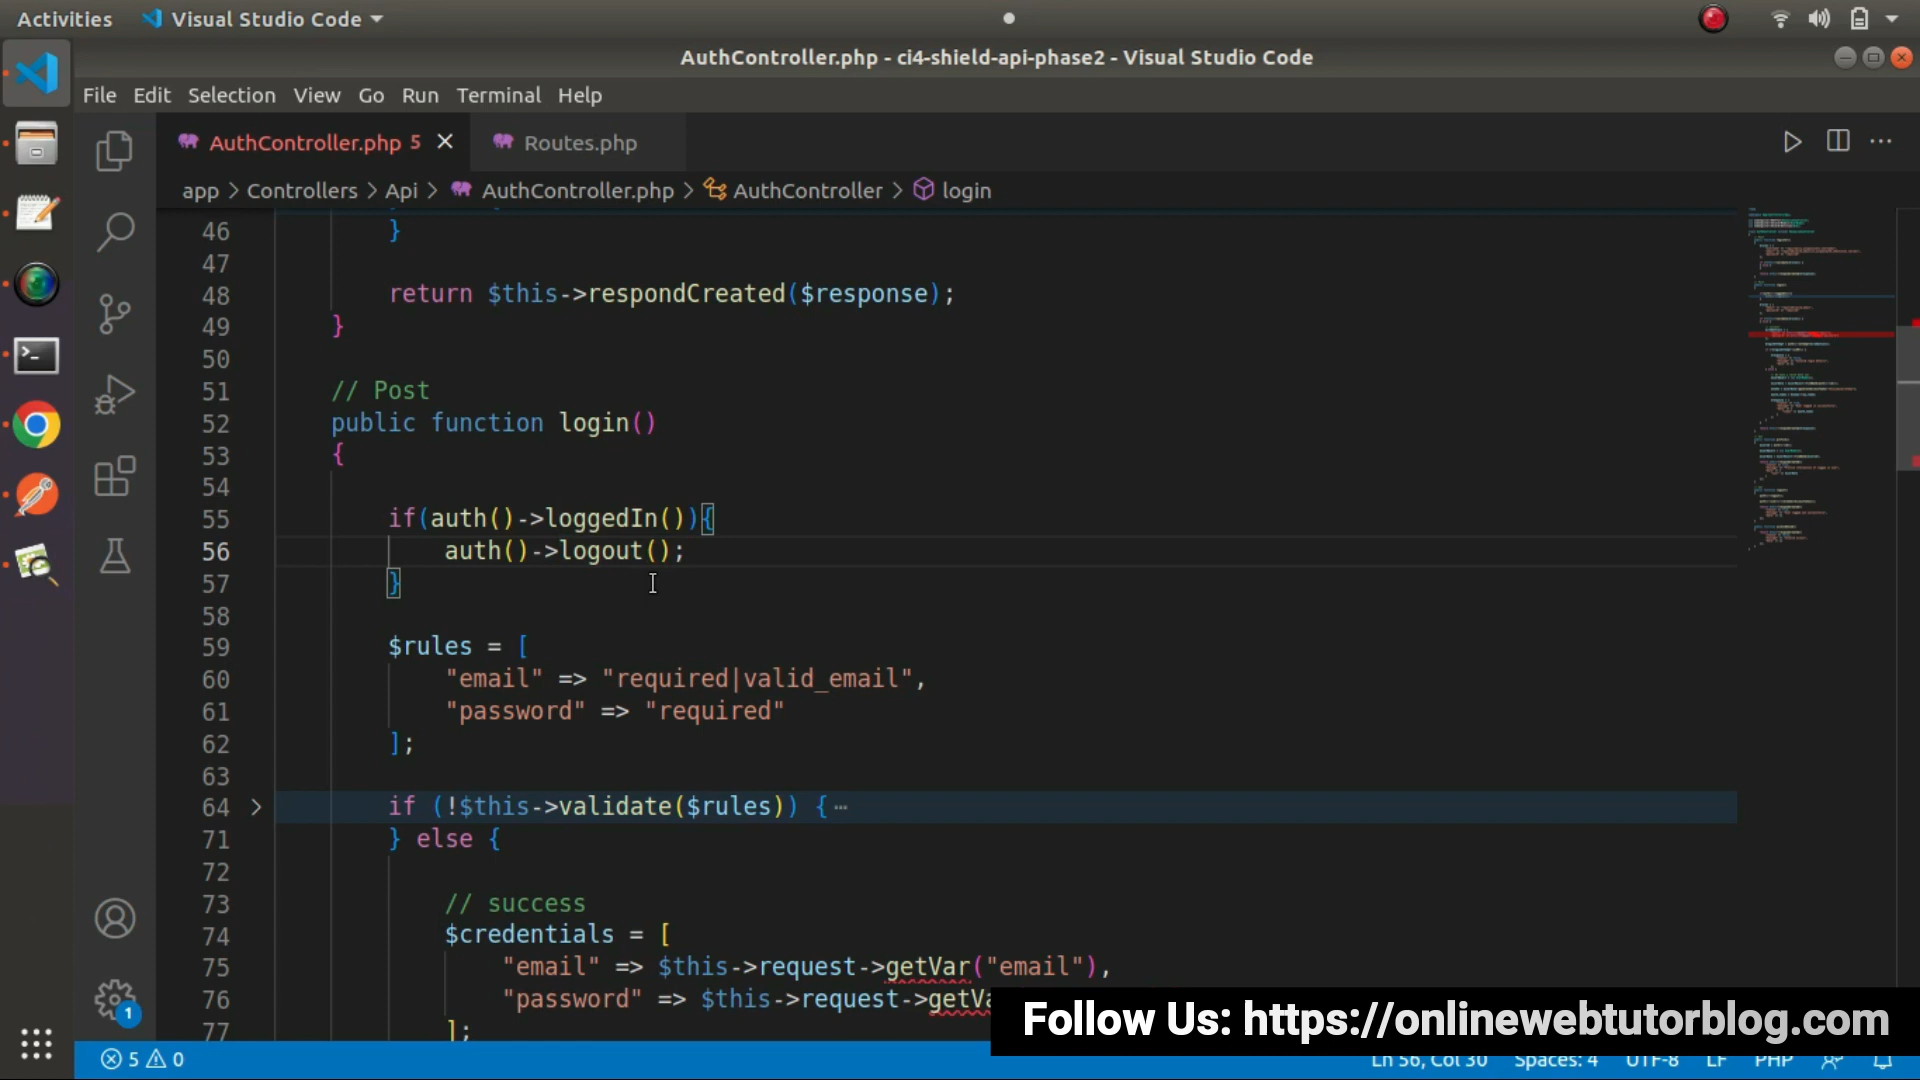 Activities
Visual Studio Code
AuthController.php - ci4-shield-api-phase2 - Visual Studio Code
File Edit Selection View Go Run Terminal Help
AuthController.php 5
Routes.php
app > Controllers > Api > AuthController.php > AuthController > login
46 }
47
48 return $this->respondCreated($response);
49 }
50
51 // Post
52 public function login()
53 {
54
55 if(auth()->loggedIn()){
56 auth()->logout();
57 }
58
59 $rules = [
60 "email" => "required|valid_email",
61 "password" => "required"
62 ];
63
64 if (!$this->validate($rules)) {
71 } else {
72
73 // success
74 $credentials = [
75 "email" => $this->request->getVar("email"),
76 "password" => $this->request->getVa
77 ];
Follow Us: https://onlinewebtutorblog.com
1
5 0
Ln 56, Col 30 Spaces: 4 UTF-8 LF PHP